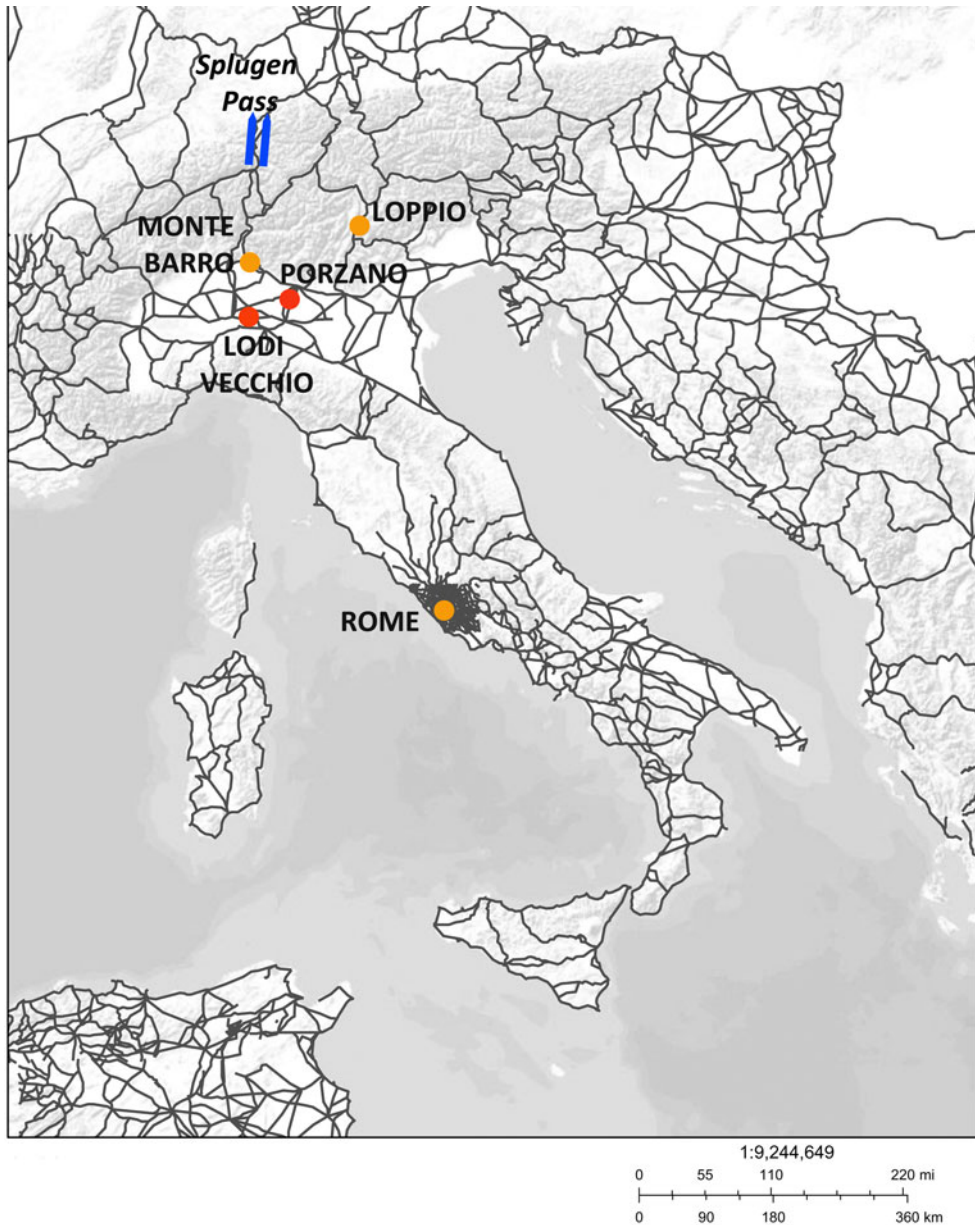 Splugen
Pass
LOPPIO
MONTE
BARRO
PORZANO
LODI
VECCHIO
ROME
1:9,244,649
0 55 110 220 mi
0 90 180 360 km